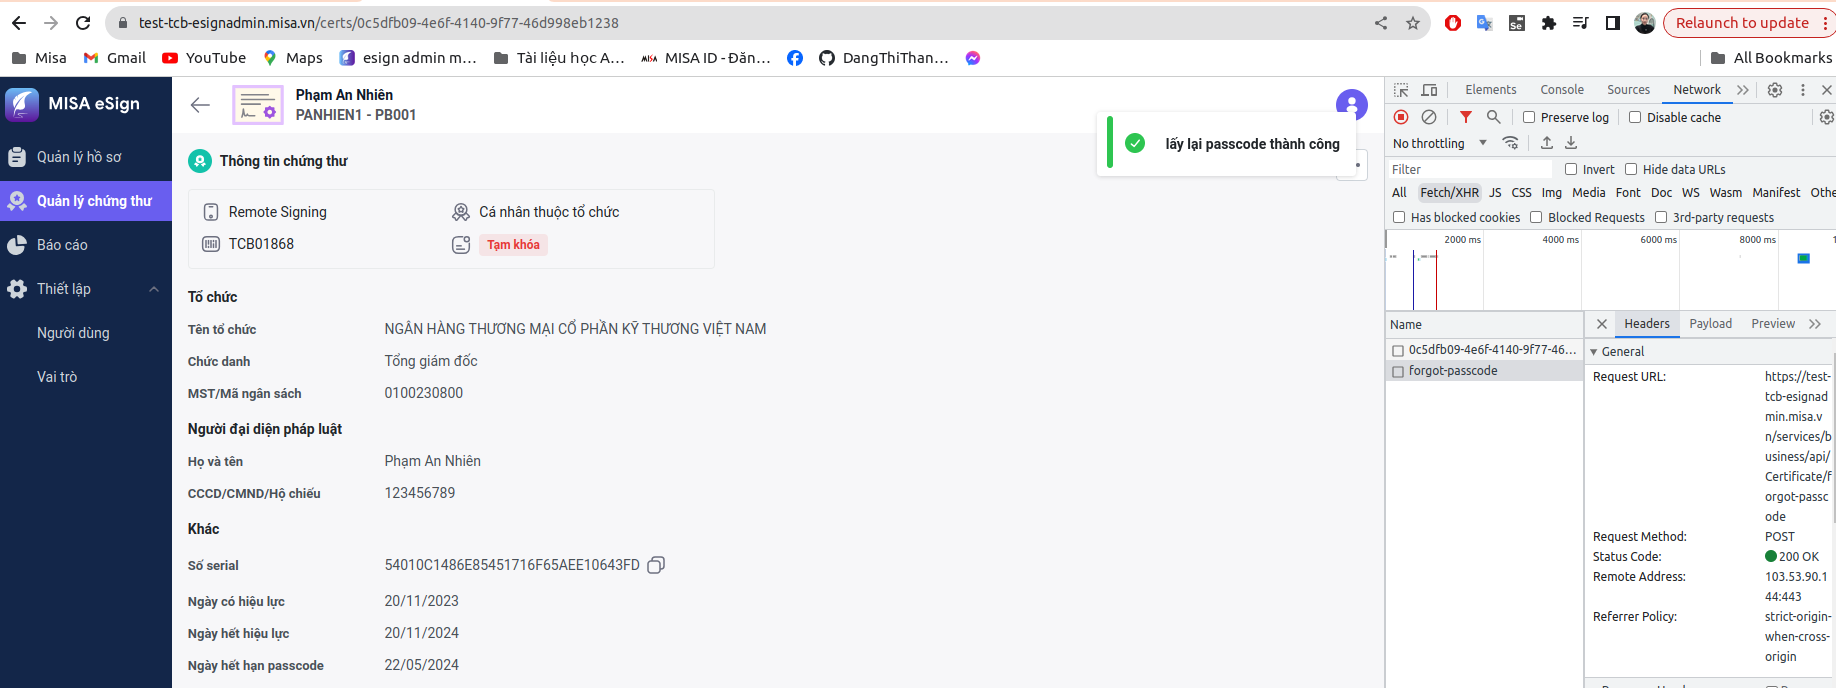 test-tcb-esignadmin.misa.vn/certs/0c5dfb09-4e6f-4140-9f77-46d998eb1238
Relaunch to update
Misa
Gmail
YouTube
Maps
esign admin m...
Tài liệu học A...
MISA
MISA ID - Đăn...
DangThiThan...
All Bookmarks
MISA eSign
Quản lý hồ sơ
Quản lý chứng thư
Báo cáo
Thiết lập
Người dùng
Vai trò
Phạm An Nhiên
PANHIEN1 - PB001
lấy lại passcode thành công
Thông tin chứng thư
Remote Signing
Cá nhân thuộc tổ chức
TCB01868
Tạm khóa
Tổ chức
Tên tổ chức
NGÂN HÀNG THƯƠNG MẠI CỔ PHẦN KỸ THƯƠNG VIỆT NAM
Chức danh
Tổng giám đốc
MST/Mã ngân sách
0100230800
Người đại diện pháp luật
Họ và tên
Phạm An Nhiên
CCCD/CMND/Hộ chiếu
123456789
Khác
Số serial
54010C1486E85451716F65AEE10643FD
Ngày có hiệu lực
20/11/2023
Ngày hết hiệu lực
20/11/2024
Ngày hết hạn passcode
22/05/2024
Elements
Console
Sources
Network
Preserve log
Disable cache
No throttling
Filter
Invert
Hide data URLs
All
Fetch/XHR
JS
CSS
Img
Media
Font
Doc
WS
Wasm
Manifest
Othe
Has blocked cookies
Blocked Requests
3rd-party requests
2000 ms
4000 ms
6000 ms
8000 ms
Name
0c5dfb09-4e6f-4140-9f77-46...
forgot-passcode
Headers
Payload
Preview
General
Request URL:
https://test-
tcb-esignad
min.misa.v
n/services/b
usiness/api/
Certificate/f
orgot-passc
ode
Request Method:
POST
Status Code:
200 OK
Remote Address:
103.53.90.1
44:443
Referrer Policy:
strict-origin-
when-cross-
origin